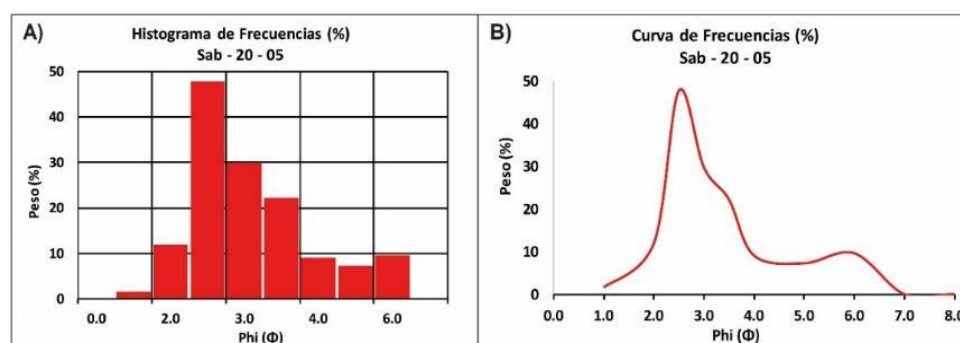 A)
Histograma de Frecuencias (%)
Sab - 20 - 05
50
40
30
20
10
0
Peso (%)
0.0 2.0 3.0 4.0 6.0
Phi (Φ)
B)
Curva de Frecuencias (%)
Sab - 20 - 05
50
40
30
20
10
0
Peso (%)
0.0 1.0 2.0 3.0 4.0 5.0 6.0 7.0 8.0
Phi (Φ)